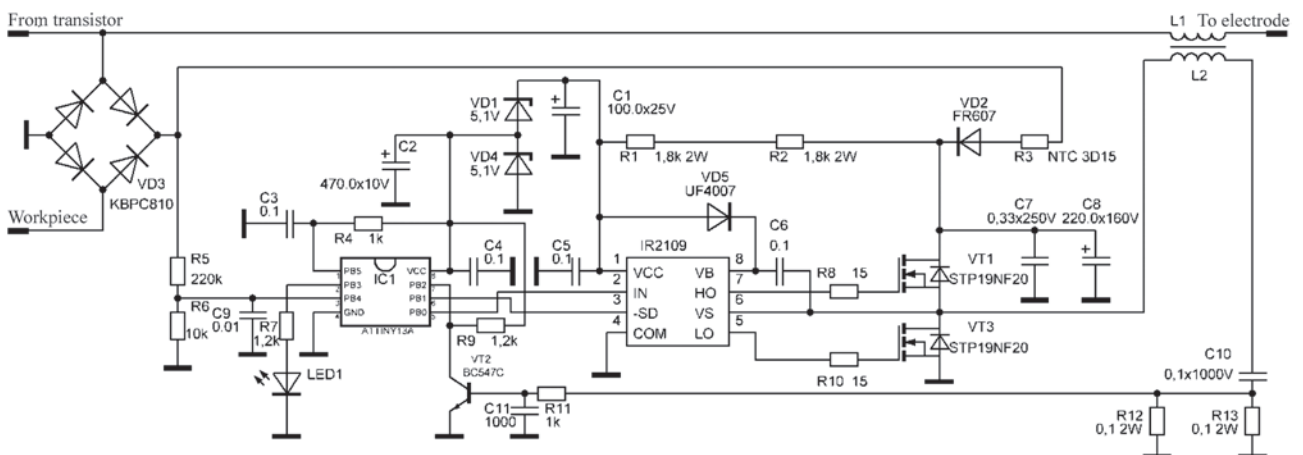 From transistor
L1 To electrode
L2
VD1
5,1V
C1
100.0x25V
VD2
FR607
C2
VD4
5,1V
R1 1,8k 2W
R2 1,8k 2W
R3 NTC 3D15
470.0x10V
VD3
KBPC810
VD5
UF4007
C3
0.1
C7
0,33x250V
C8
220.0x160V
Workpiece
R4 1k
C6
0.1
R5
220k
IC1
C4
0.1
C5
0.1
IR2109
VT1
STP19NF20
PB5
PB3
PB4
GND
VCC
PB2
PB1
PB0
1
2
3
4
VCC
IN
-SD
COM
VB
HO
VS
LO
8
7
6
5
R8 15
R6
10k
C9
0.01
R7
1,2k
ATTINY13A
R9 1,2k
VT3
STP19NF20
VT2
BC547C
R10 15
LED1
C10
0,1x1000V
C11
1000
R11
1k
R12
0,1 2W
R13
0,1 2W